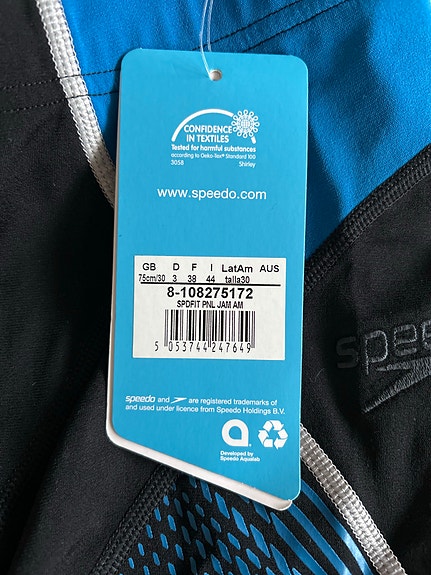 CONFIDENCE
IN TEXTILES
Tested for harmful substances
according to Oeko-Tex® Standard 100
3058 Shirley
www.speedo.com
GB D F I LatAm AUS
75cm/30 3 38 44 talla30
8-108275172
SPDFIT PNL JAM AM
5 053744 247649
speedo and are registered trademarks of
and used under licence from Speedo Holdings B.V.
Developed by
Speedo Aqualab
speedo